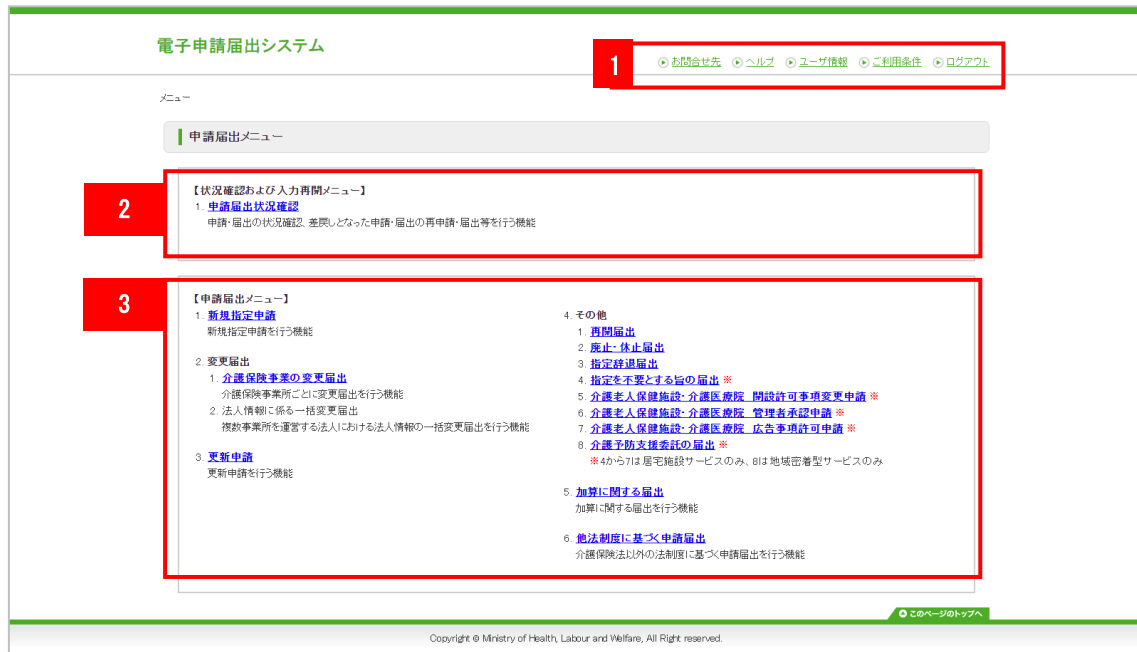 電子申請届出システム
1
お問合せ先 ヘルプ ユーザ情報 ご利用条件 ログアウト
メニュー
申請届出メニュー
2
【状況確認および入力再開メニュー】
1. 申請届出状況確認
申請・届出の状況確認、差戻しとなった申請・届出の再申請・届出等を行う機能
3
【申請届出メニュー】
1. 新規指定申請
新規指定申請を行う機能
2. 変更届出
1. 介護保険事業の変更届出
介護保険事業所ごとに変更届出を行う機能
2. 法人情報に係る一括変更届出
複数事業所を運営する法人における法人情報の一括変更届出を行う機能
3. 更新申請
更新申請を行う機能
4. その他
1. 再開届出
2. 廃止・休止届出
3. 指定辞退届出
4. 指定を不要とする旨の届出 ※
5. 介護老人保健施設・介護医療院 開設許可事項変更申請 ※
6. 介護老人保健施設・介護医療院 管理者承認申請 ※
7. 介護老人保健施設・介護医療院 広告事項許可申請 ※
8. 介護予防支援委託の届出 ※
※4から7は居宅施設サービスのみ、8は地域密着型サービスのみ
5. 加算に関する届出
加算に関する届出を行う機能
6. 他法制度に基づく申請届出
介護保険法以外の法制度に基づく申請届出を行う機能
このページのトップへ
Copyright © Ministry of Health, Labour and Welfare, All Right reserved.